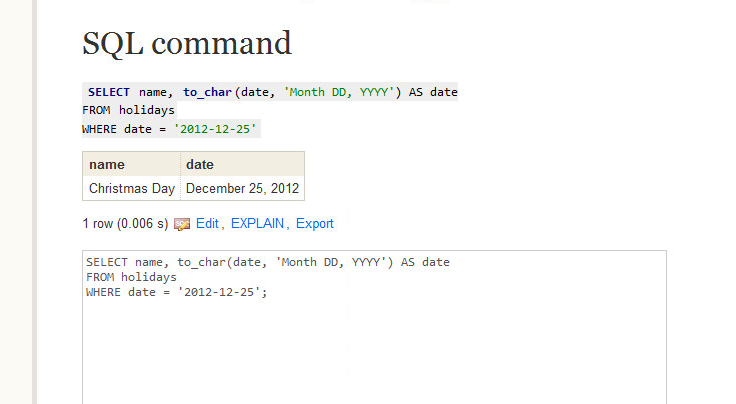 SQL command
SELECT name, to_char(date, 'Month DD, YYYY') AS date
FROM holidays
WHERE date = '2012-12-25'
name date
Christmas Day December 25, 2012
1 row (0.006 s) SQL Edit, EXPLAIN, Export
SELECT name, to_char(date, 'Month DD, YYYY') AS date
FROM holidays
WHERE date = '2012-12-25';